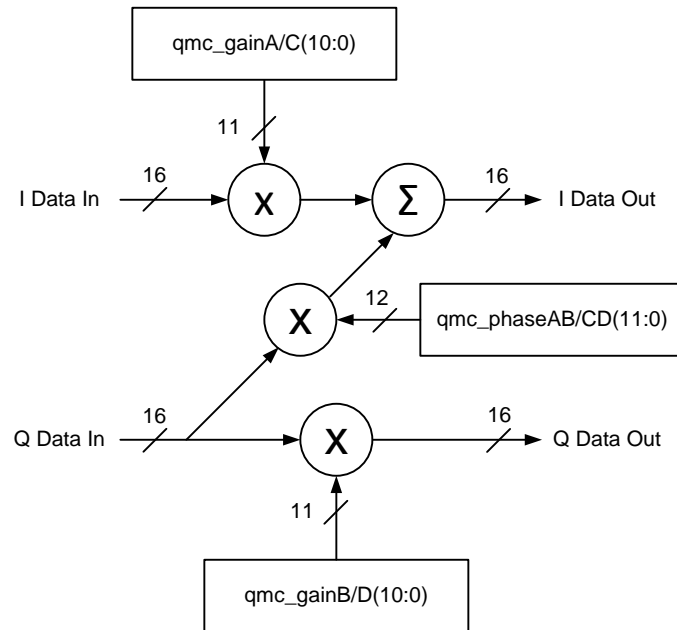 qmc_gainA/C(10:0)
11
I Data In
16
x
Σ
16
I Data Out
x
12
qmc_phaseAB/CD(11:0)
Q Data In
16
x
16
Q Data Out
11
qmc_gainB/D(10:0)